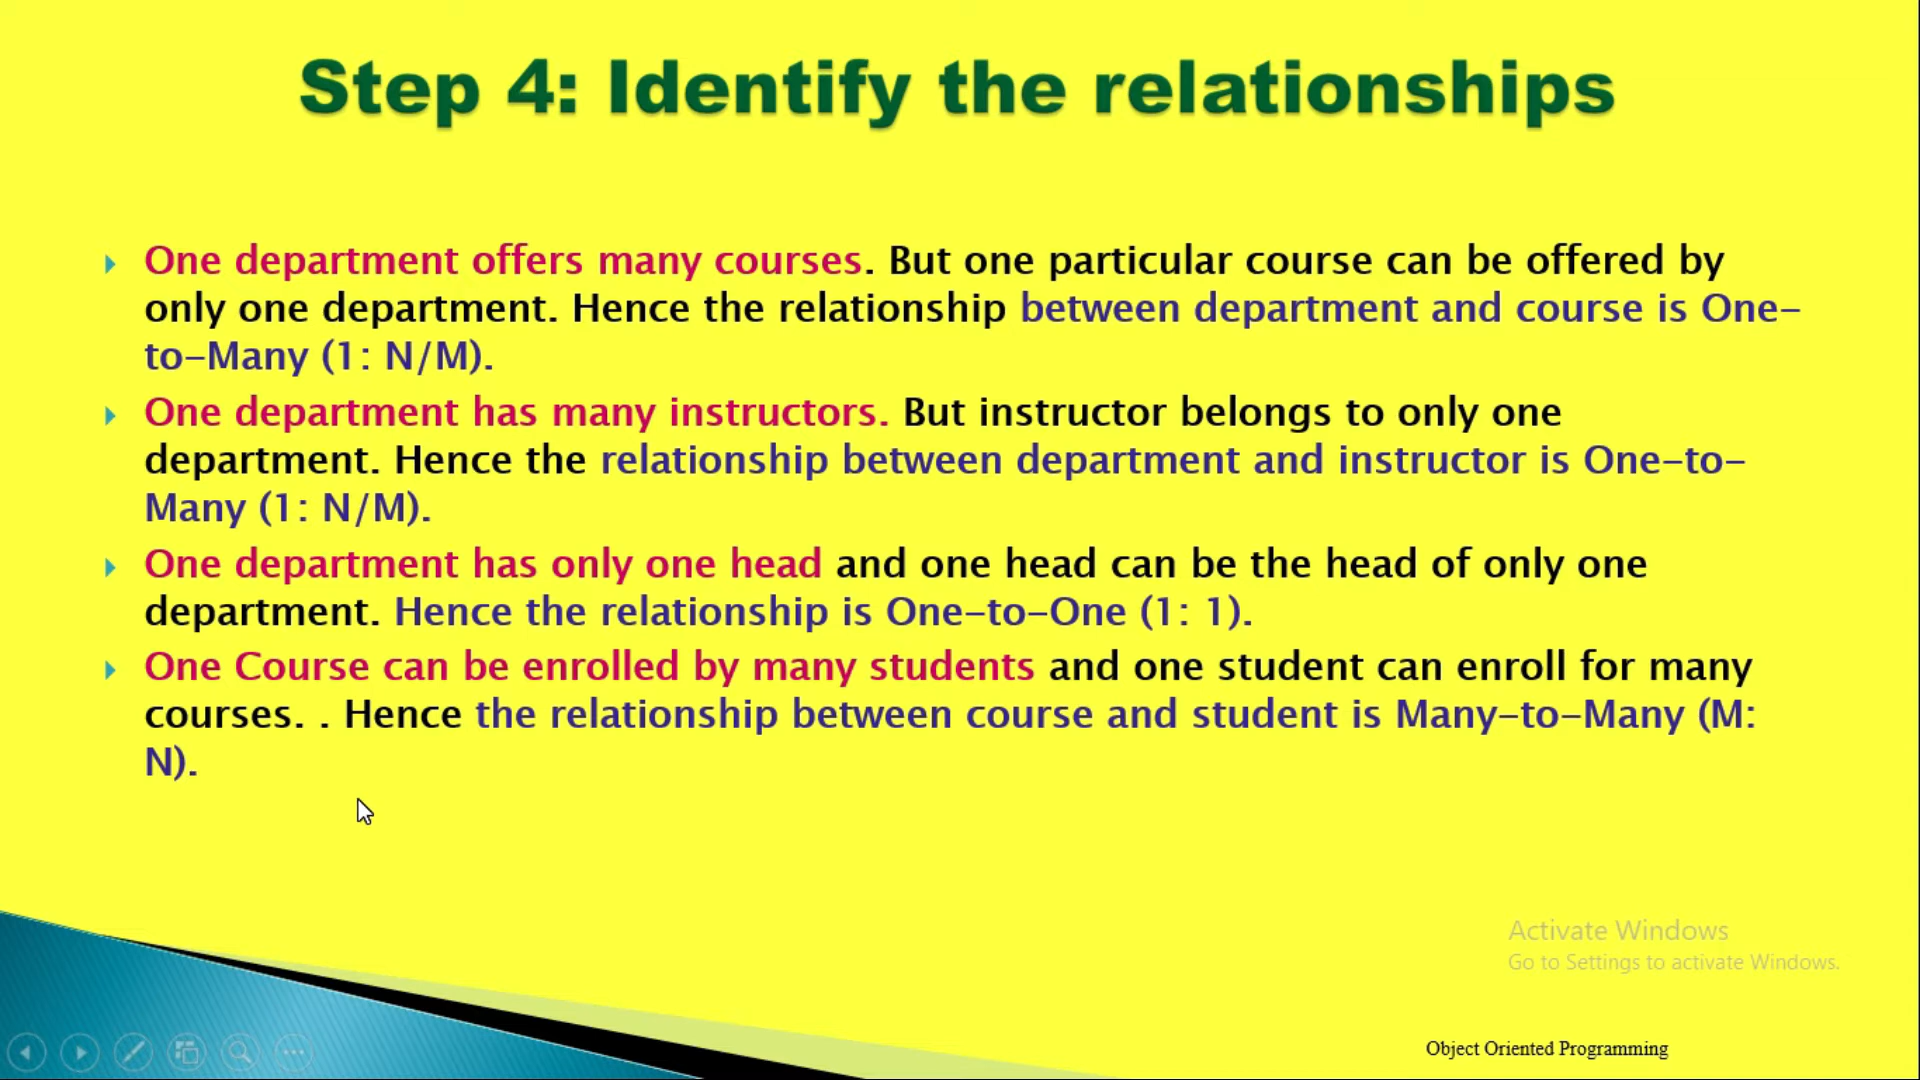 Step 4: Identify the relationships
One department offers many courses. But one particular course can be offered by
only one department. Hence the relationship between department and course is One-
to-Many (1: N/M).
One department has many instructors. But instructor belongs to only one
department. Hence the relationship between department and instructor is One-to-
Many (1: N/M).
One department has only one head and one head can be the head of only one
department. Hence the relationship is One-to-One (1: 1).
One Course can be enrolled by many students and one student can enroll for many
courses. . Hence the relationship between course and student is Many-to-Many (M:
N).
Activate Windows
Go to Settings to activate Windows.
Object Oriented Programming